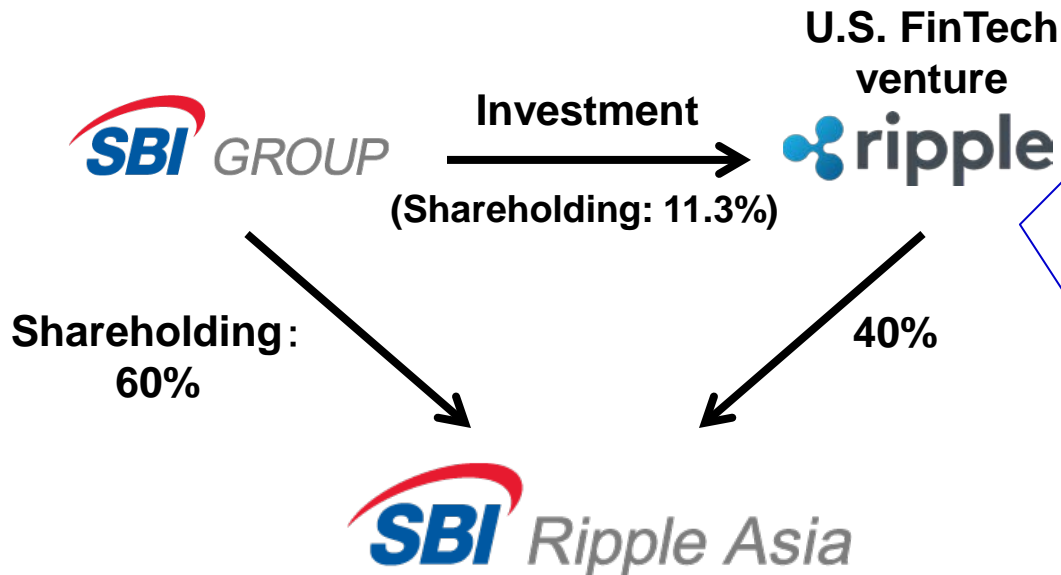 U.S. FinTech
venture
SBI GROUP
Investment
ripple
(Shareholding: 11.3%)
Shareholding:
60%
40%
SBI Ripple Asia